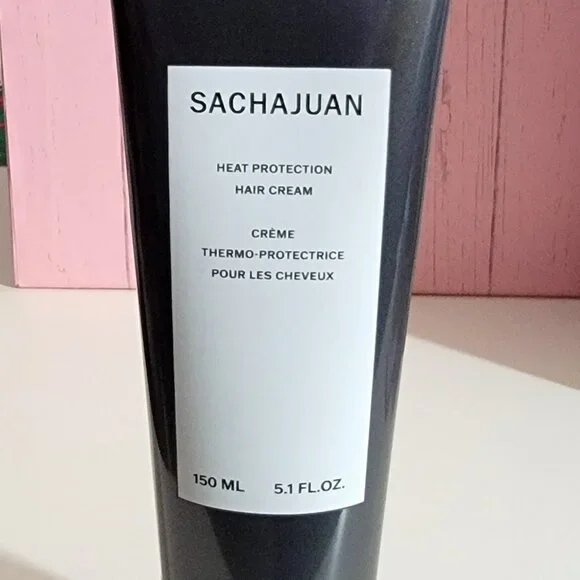 SACHAJUAN
HEAT PROTECTION
HAIR CREAM
CRÈME
THERMO-PROTECTRICE
POUR LES CHEVEUX
150 ML 5.1 FL.OZ.